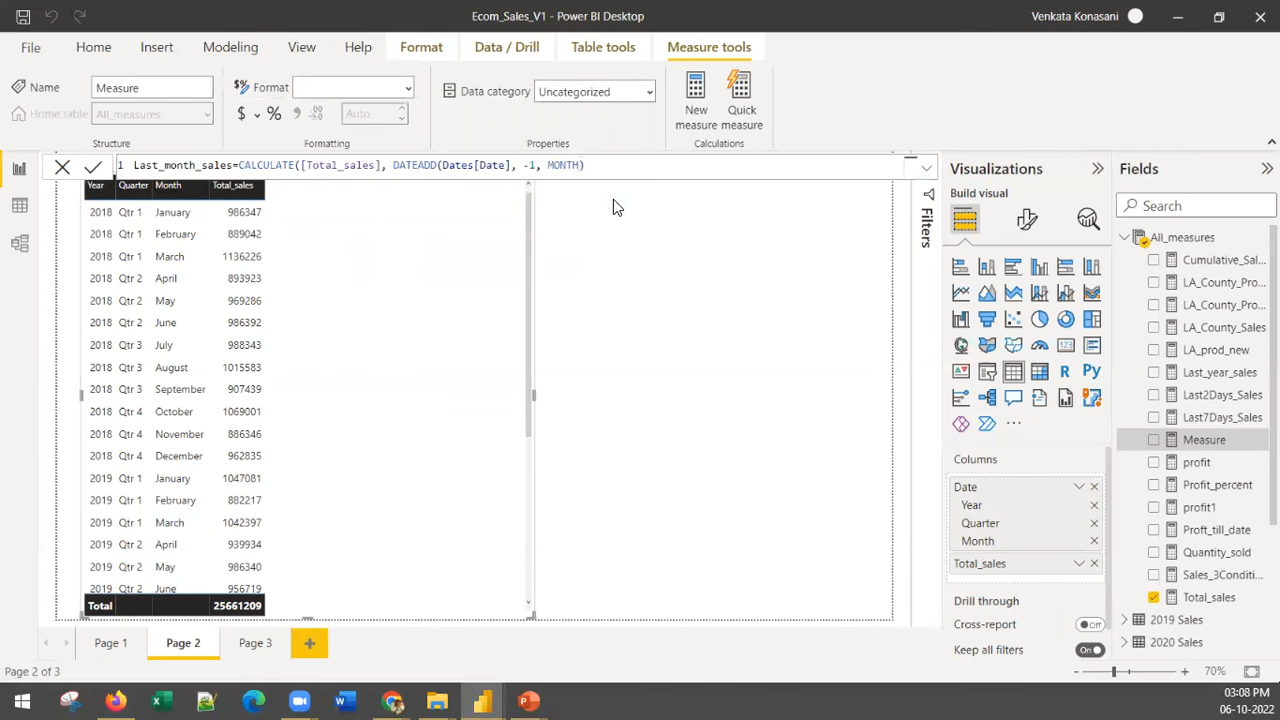 Ecom_Sales_V1 - Power BI Desktop
Venkata Konasani
File Home Insert Modeling View Help Format Data / Drill Table tools Measure tools
Name Measure
Home table All_measures
Structure
Format
$ % 9 .00 Auto
Formatting
Data category Uncategorized
Properties
New measure
Quick measure
Calculations
1 Last_month_sales=CALCULATE([Total_sales], DATEADD(Dates[Date], -1, MONTH)
Year Quarter Month Total_sales
2018 Qtr 1 January 986347
2018 Qtr 1 February 889042
2018 Qtr 1 March 1136226
2018 Qtr 2 April 893923
2018 Qtr 2 May 969286
2018 Qtr 2 June 986392
2018 Qtr 3 July 988343
2018 Qtr 3 August 1015583
2018 Qtr 3 September 907439
2018 Qtr 4 October 1069001
2018 Qtr 4 November 886346
2018 Qtr 4 December 962835
2019 Qtr 1 January 1047081
2019 Qtr 1 February 882217
2019 Qtr 1 March 1042397
2019 Qtr 2 April 939934
2019 Qtr 2 May 986340
2019 Qtr 2 June 956719
Total 25661209
Filters
Visualizations
Build visual
123
R Py
...
Columns
Date
Year
Quarter
Month
Total_sales
Drill through
Cross-report Off
Keep all filters On
Fields
Search
All_measures
Cumulative_Sal...
LA_County_Pro...
LA_County_Pro...
LA_County_Sales
LA_prod_new
Last_year_sales
Last2Days_Sales
Last7Days_Sales
Measure
profit
Profit_percent
profit1
Proft_till_date
Quantity_sold
Sales_3Conditi...
Total_sales
2019 Sales
2020 Sales
Page 1 Page 2 Page 3 +
Page 2 of 3
- + 70%
03:08 PM
06-10-2022